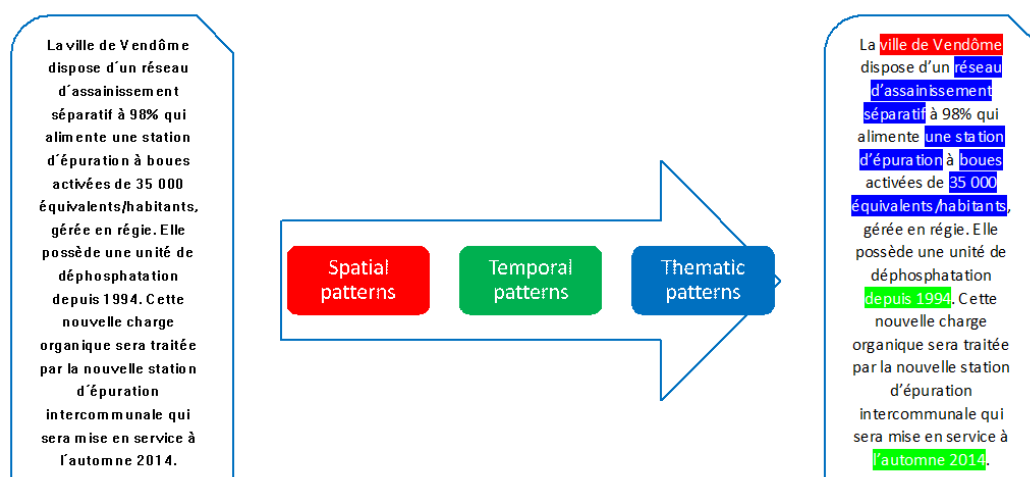 La ville de Vendôme
dispose d´un réseau
d´assainissement
séparatif à 98% qui
alimente une station
d´épuration à boues
activées de 35 000
équivalents/habitants,
gérée en régie. Elle
possède une unité de
déphosphatation
depuis 1994. Cette
nouvelle charge
organique sera traitée
par la nouvelle station
d´épuration
intercommunale qui
sera mise en service à
l´automne 2014.
Spatial
patterns
Temporal
patterns
Thematic
patterns
La ville de Vendôme
dispose d’un réseau
d’assainissement
séparatif à 98% qui
alimente une station
d’épuration à boues
activées de 35 000
équivalents/habitants,
gérée en régie. Elle
possède une unité de
déphosphatation
depuis 1994. Cette
nouvelle charge
organique sera traitée
par la nouvelle station
d’épuration
intercommunale qui
sera mise en service à
l’automne 2014.